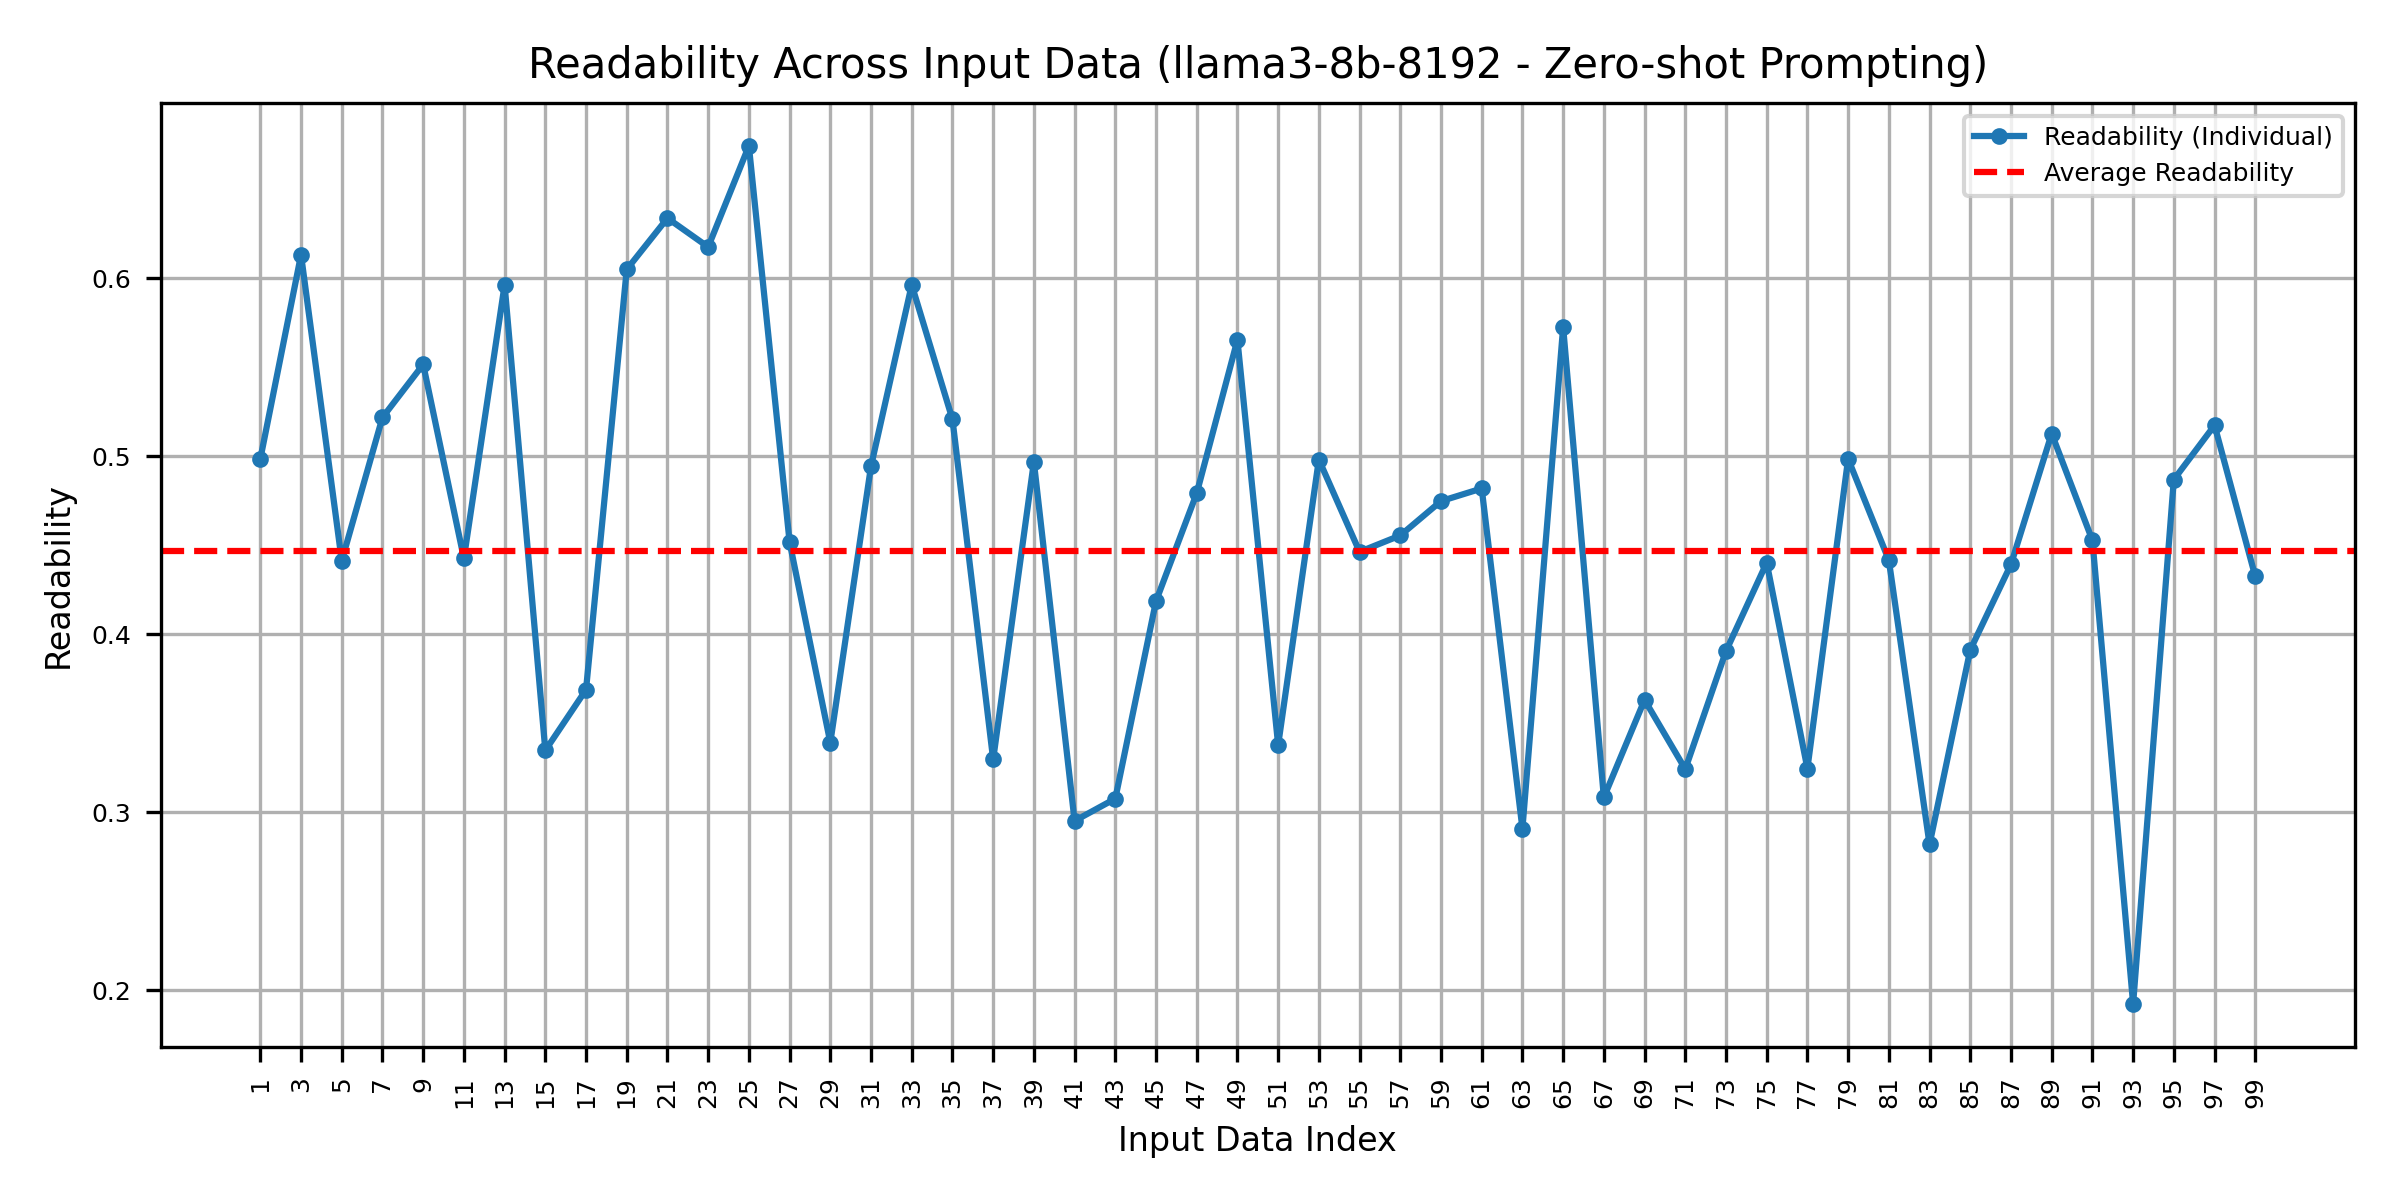 Readability Across Input Data (llama3-8b-8192 - Zero-shot Prompting)
Readability (Individual)
Average Readability
Readability
0.6
0.5
0.4
0.3
0.2
1 3 5 7 9 11 13 15 17 19 21 23 25 27 29 31 33 35 37 39 41 43 45 47 49 51 53 55 57 59 61 63 65 67 69 71 73 75 77 79 81 83 85 87 89 91 93 95 97 99
Input Data Index